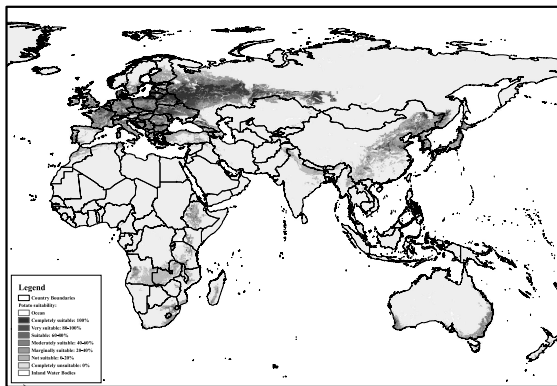 Legend
Country Boundaries
Potato suitability:
Ocean
Completely suitable: 100%
Very suitable: 80-100%
Suitable: 60-80%
Moderately suitable: 40-60%
Marginally suitable: 20-40%
Not suitable: 0-20%
Completely unsuitable: 0%
Inland Water Bodies